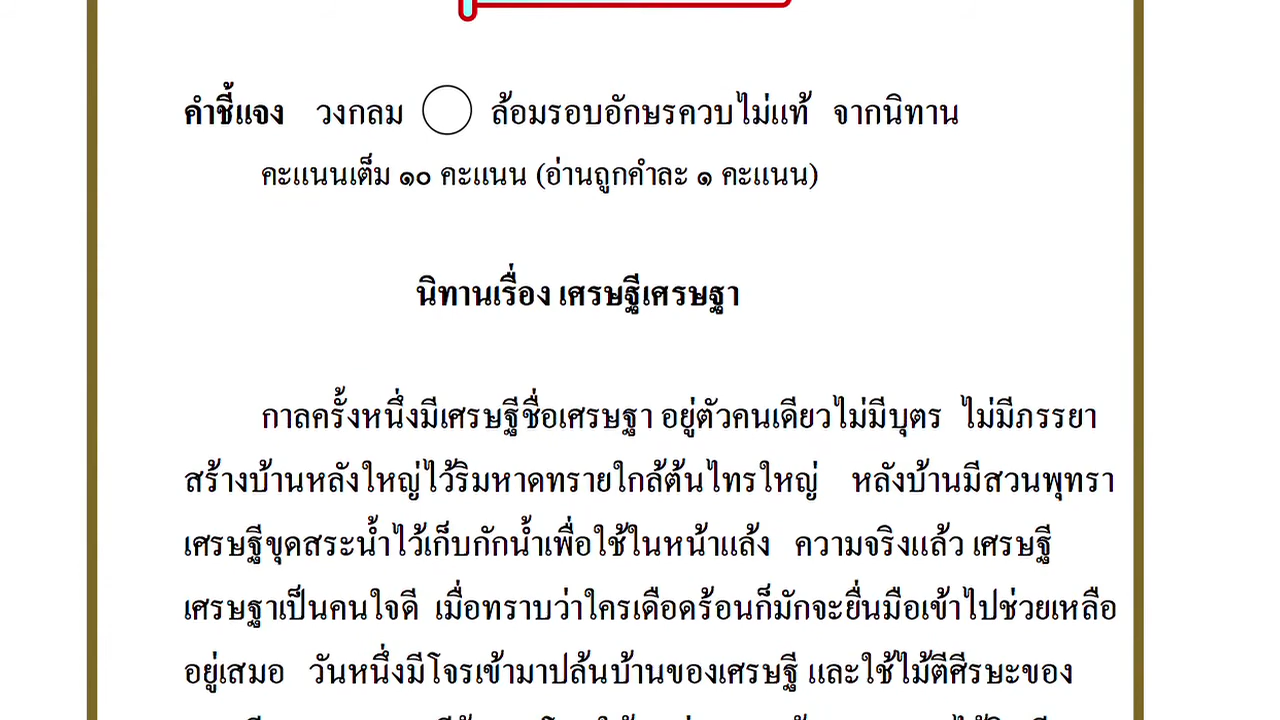 คำชี้แจง วงกลม ล้อมรอบอักษรควบไม่แท้ จากนิทาน
คะแนนเต็ม ๑๐ คะแนน (อ่านถูกคำละ ๑ คะแนน)
นิทานเรื่อง เศรษฐีเศรษฐา
กาลครั้งหนึ่งมีเศรษฐีชื่อเศรษฐา อยู่ตัวคนเดียวไม่มีบุตร ไม่มีภรรยา
สร้างบ้านหลังใหญ่ไว้ริมหาดทรายใกล้ต้นไทรใหญ่ หลังบ้านมีสวนพุทรา
เศรษฐีขุดสระน้ำไว้เก็บกักน้ำเพื่อใช้ในหน้าแล้ง ความจริงแล้ว เศรษฐี
เศรษฐาเป็นคนใจดี เมื่อทราบว่าใครเดือดร้อนก็มักจะยื่นมือเข้าไปช่วยเหลือ
อยู่เสมอ วันหนึ่งมีโจรเข้ามาปล้นบ้านของเศรษฐี และใช้ไม้ตีศีรษะของ